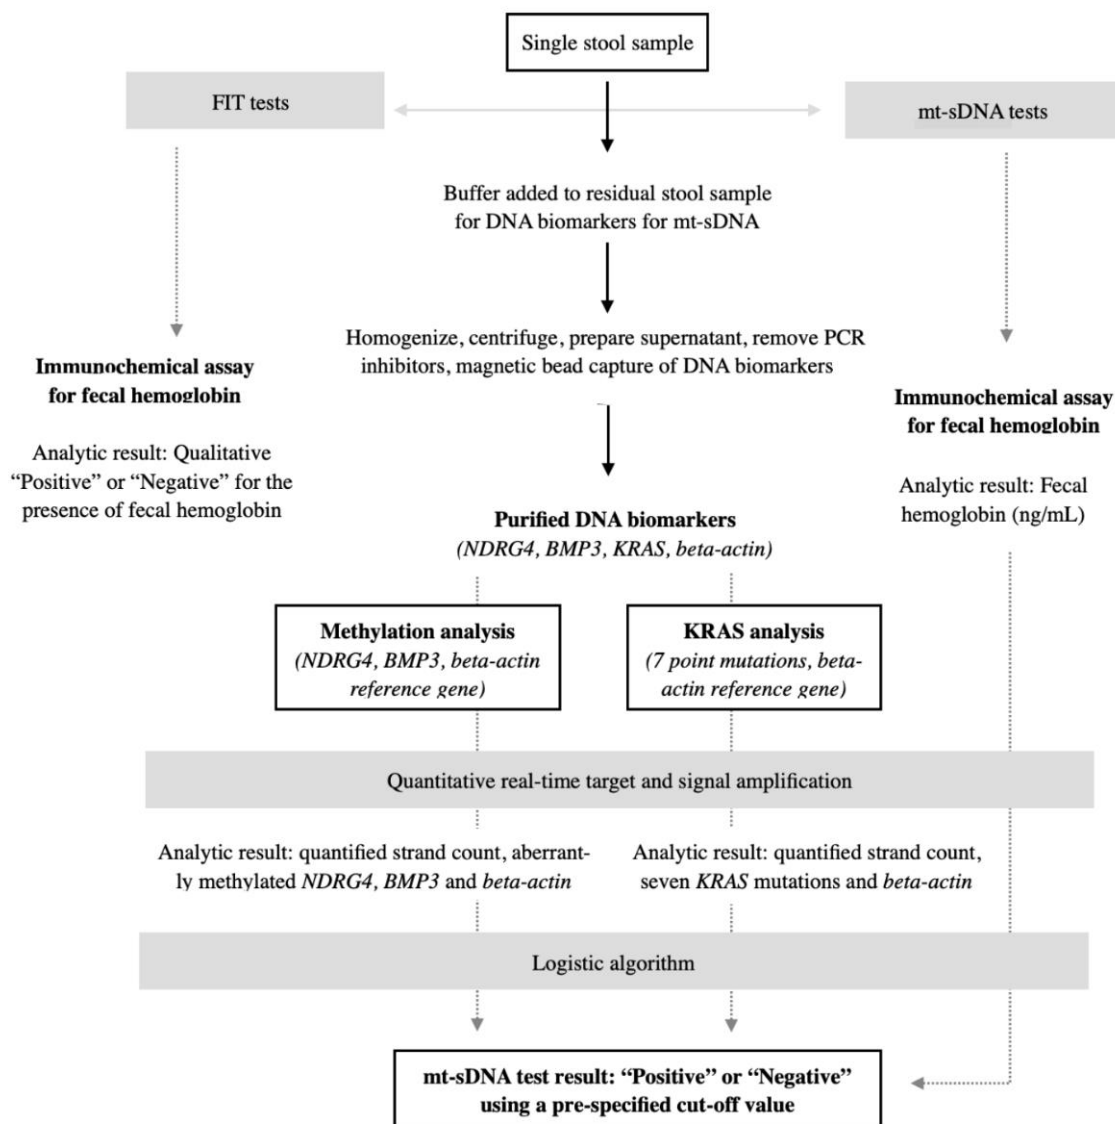 Single stool sample
FIT tests
mt-sDNA tests
Buffer added to residual stool sample
for DNA biomarkers for mt-sDNA
Homogenize, centrifuge, prepare supernatant, remove PCR
inhibitors, magnetic bead capture of DNA biomarkers
Immunochemical assay
for fecal hemoglobin
Analytic result: Qualitative
“Positive” or “Negative” for the
presence of fecal hemoglobin
Immunochemical assay
for fecal hemoglobin
Analytic result: Fecal
hemoglobin (ng/mL)
Purified DNA biomarkers
(NDRG4, BMP3, KRAS, beta-actin)
Methylation analysis
(NDRG4, BMP3, beta-actin
reference gene)
KRAS analysis
(7 point mutations, beta-
actin reference gene)
Quantitative real-time target and signal amplification
Analytic result: quantified strand count, aberrant-
ly methylated NDRG4, BMP3 and beta-actin
Analytic result: quantified strand count,
seven KRAS mutations and beta-actin
Logistic algorithm
mt-sDNA test result: “Positive” or “Negative”
using a pre-specified cut-off value